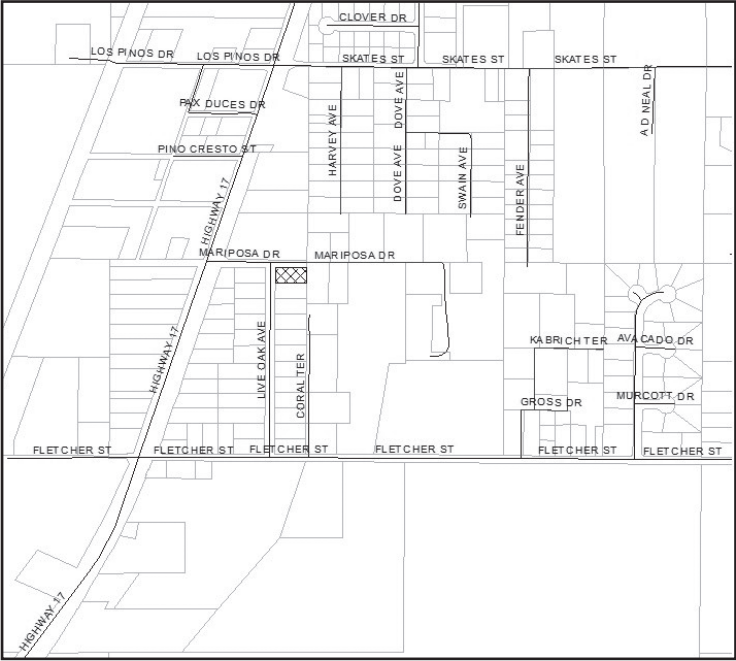 CLOVER DR
LOS PINOS DR
LOS PINOS DR
SKATES ST
SKATES ST
SKATES ST
PAX DUCES DR
HARVEY AVE
DOVE AVE
A D NEAL DR
PINO CRESTO ST
DOVE AVE
SWAIN AVE
FENDER AVE
HIGHWAY 17
MARIPOSA DR
MARIPOSA DR
HIGHWAY 17
LIVE OAK AVE
CORAL TER
KABRICHTER
AVACADO DR
GROSS DR
MURCOTT DR
FLETCHER ST
FLETCHER ST
FLETCHER ST
FLETCHER ST
FLETCHER ST
FLETCHER ST
HIGHWAY 17